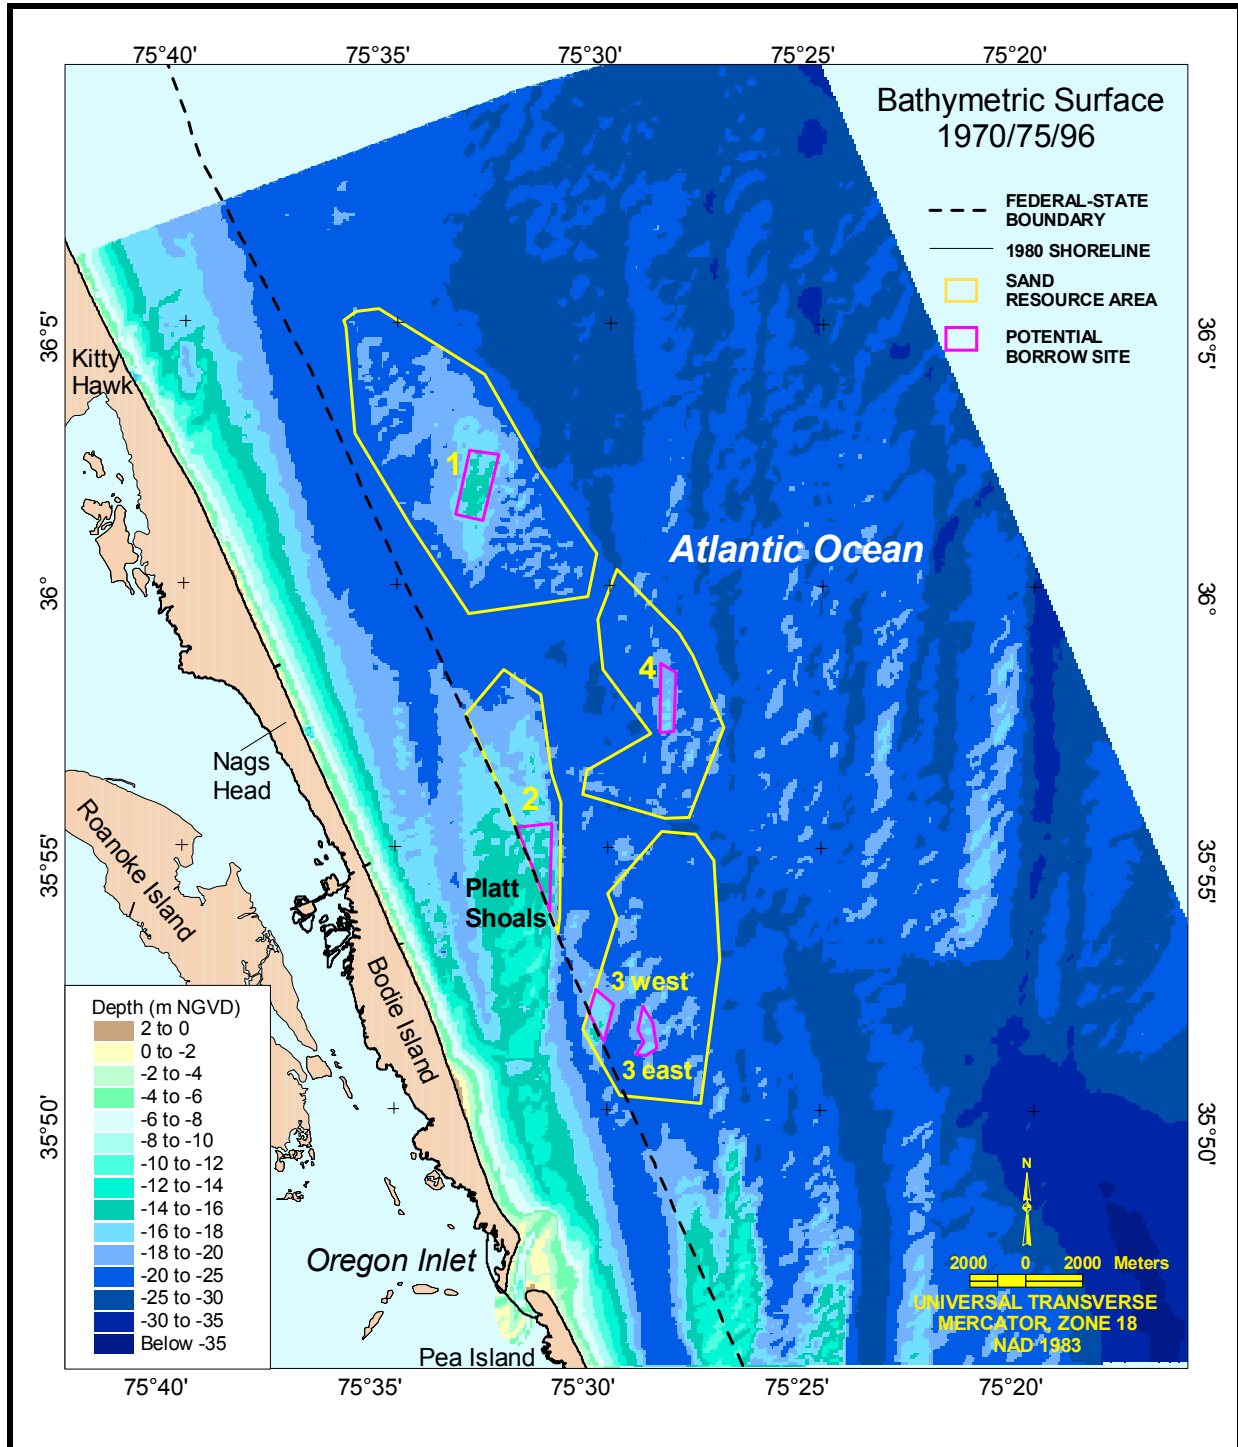 75°40'
75°35'
75°30'
75°25'
75°20'
Bathymetric Surface
1970/75/96
FEDERAL-STATE
BOUNDARY
1980 SHORELINE
SAND
RESOURCE AREA
POTENTIAL
BORROW SITE
36°5'
36°5'
Kitty
Hawk
1
Atlantic Ocean
36°
36°
4
Nags
Head
2
Roanoke Island
35°55'
35°55'
Platt
Shoals
Bodie Island
3 west
3 east
35°50'
35°50'
Depth (m NGVD)
2 to 0
0 to -2
-2 to -4
-4 to -6
-6 to -8
-8 to -10
-10 to -12
-12 to -14
-14 to -16
-16 to -18
-18 to -20
-20 to -25
-25 to -30
-30 to -35
Below -35
Oregon Inlet
Pea Island
N
2000 0 2000 Meters
UNIVERSAL TRANSVERSE
MERCATOR, ZONE 18
NAD 1983
75°40'
75°35'
75°30'
75°25'
75°20'